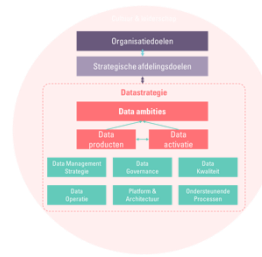 Organisatiedoelen
Strategische afdelingsdoelen
Datastrategie
Data ambities
Data
producten
Data
activatie
Data Management
Strategie
Data
Governance
Data
Kwaliteit
Data
Operatie
Platform &
Architectuur
Ondersteunende
Processen